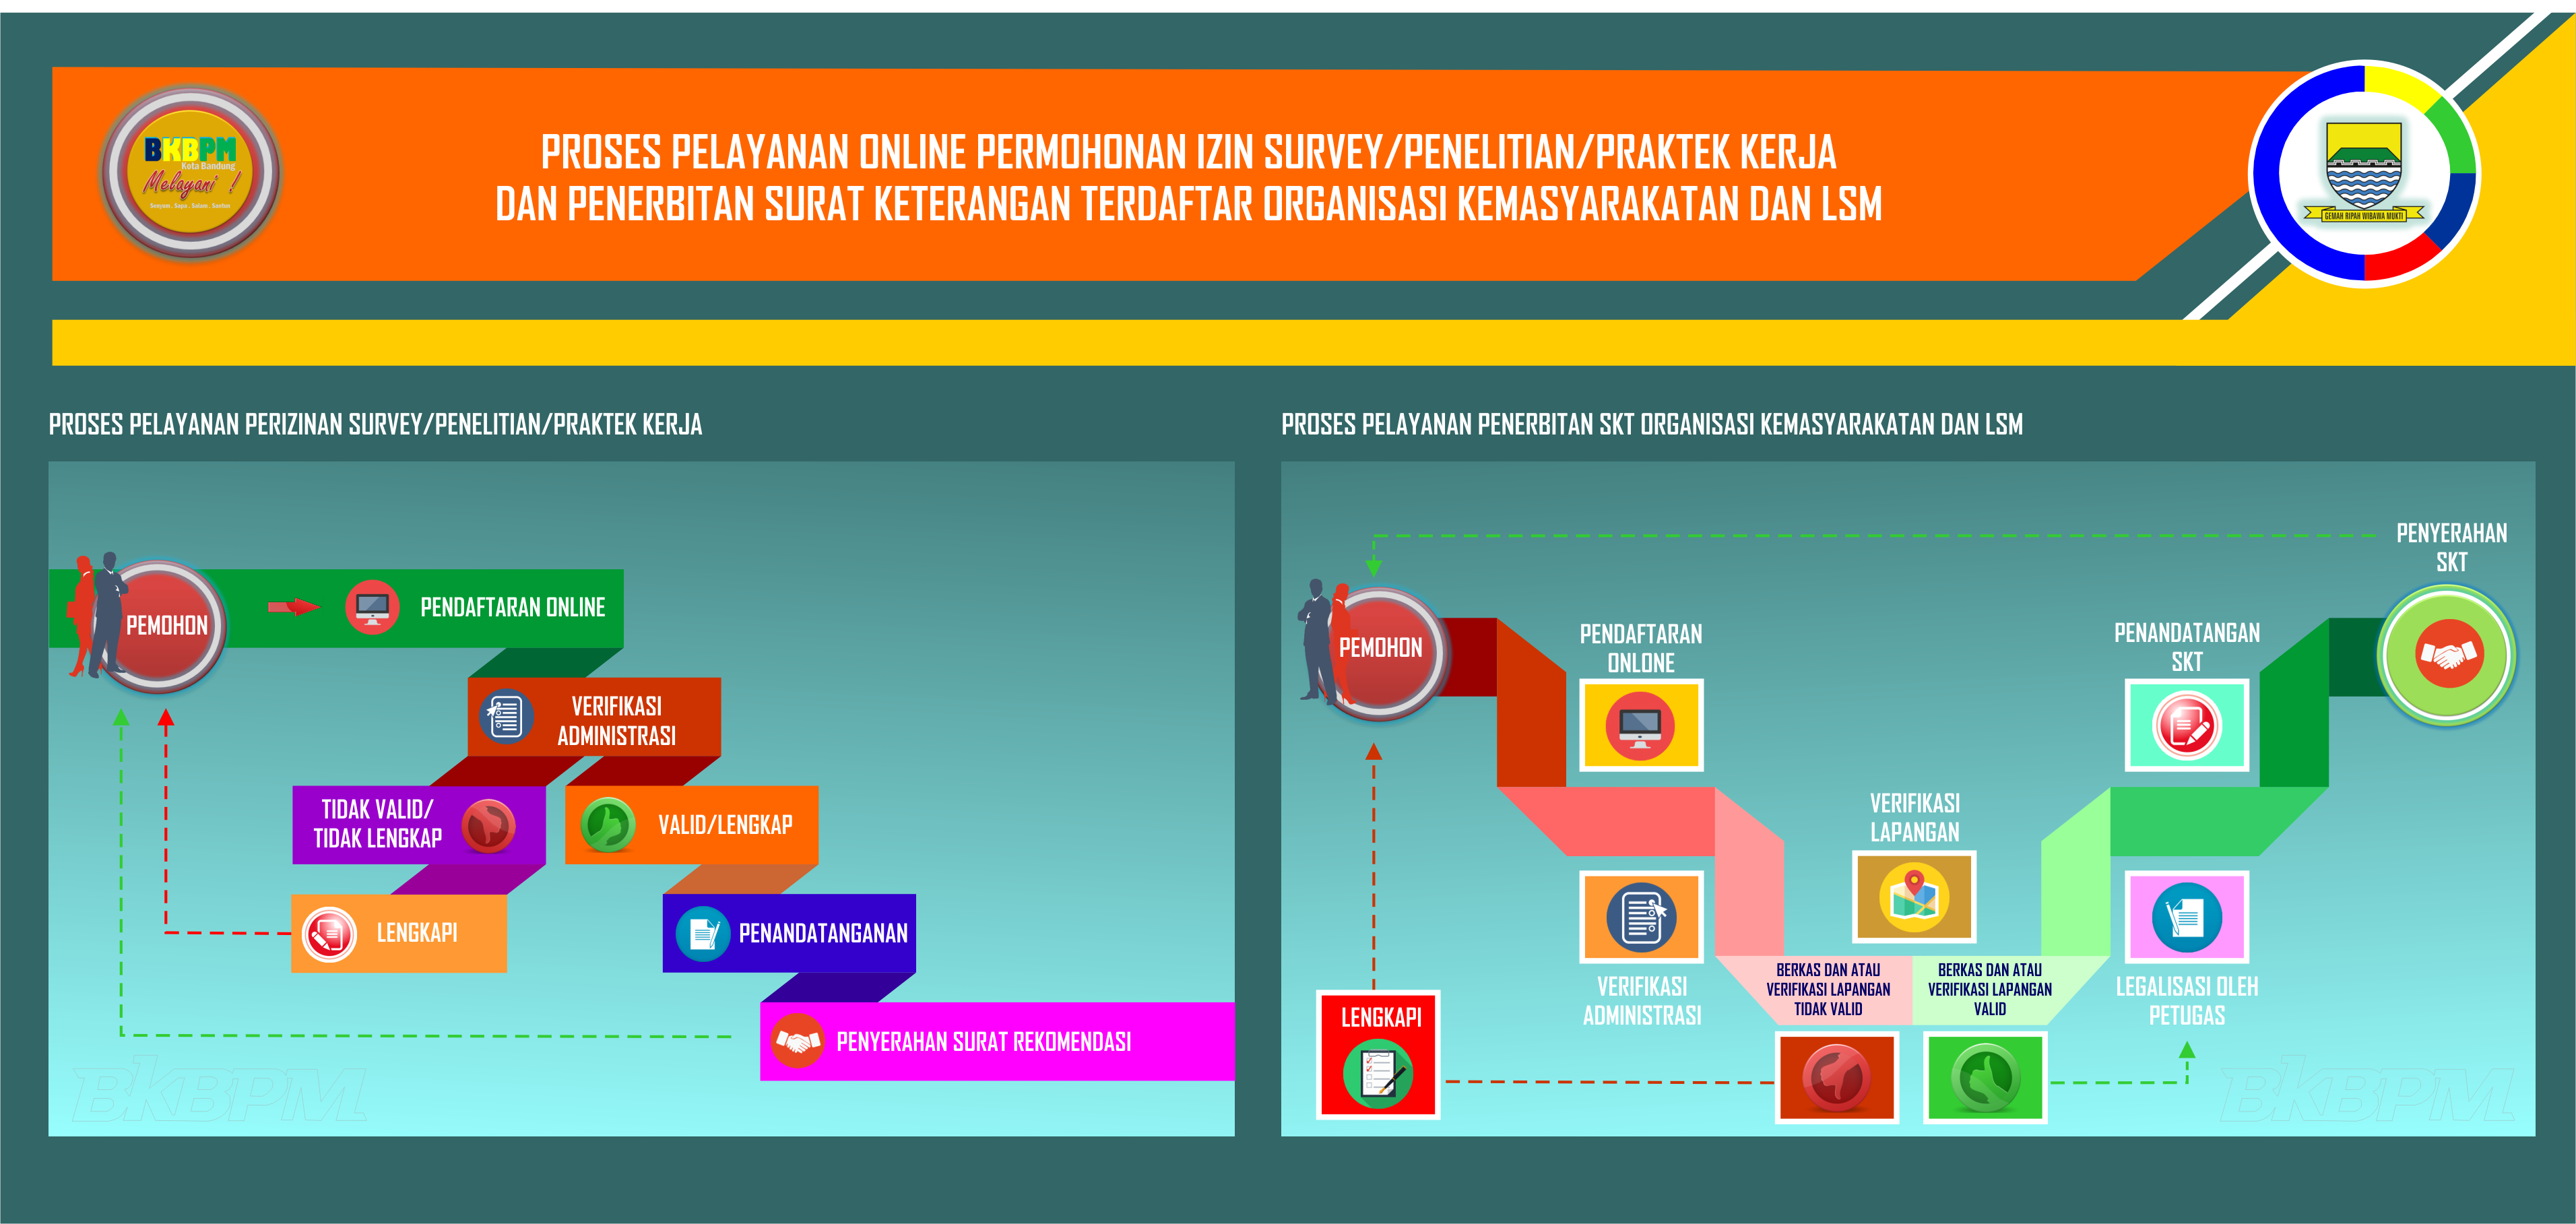 BKBPM
Kota Bandung
Melayani !
Senyum . Sapa . Salam . Santun
PROSES PELAYANAN ONLINE PERMOHONAN IZIN SURVEY/PENELITIAN/PRAKTEK KERJA
DAN PENERBITAN SURAT KETERANGAN TERDAFTAR ORGANISASI KEMASYARAKATAN DAN LSM
GEMAH RIPAH WIBAWA MUKTI
PROSES PELAYANAN PERIZINAN SURVEY/PENELITIAN/PRAKTEK KERJA
PEMOHON
PENDAFTARAN ONLINE
VERIFIKASI
ADMINISTRASI
TIDAK VALID/
TIDAK LENGKAP
VALID/LENGKAP
LENGKAPI
PENANDATANGANAN
PENYERAHAN SURAT REKOMENDASI
BKBPM
PROSES PELAYANAN PENERBITAN SKT ORGANISASI KEMASYARAKATAN DAN LSM
PENYERAHAN
SKT
PEMOHON
PENDAFTARAN
ONLONE
PENANDATANGAN
SKT
VERIFIKASI
LAPANGAN
VERIFIKASI
ADMINISTRASI
BERKAS DAN ATAU
VERIFIKASI LAPANGAN
TIDAK VALID
BERKAS DAN ATAU
VERIFIKASI LAPANGAN
VALID
LEGALISASI OLEH
PETUGAS
LENGKAPI
BKBPM